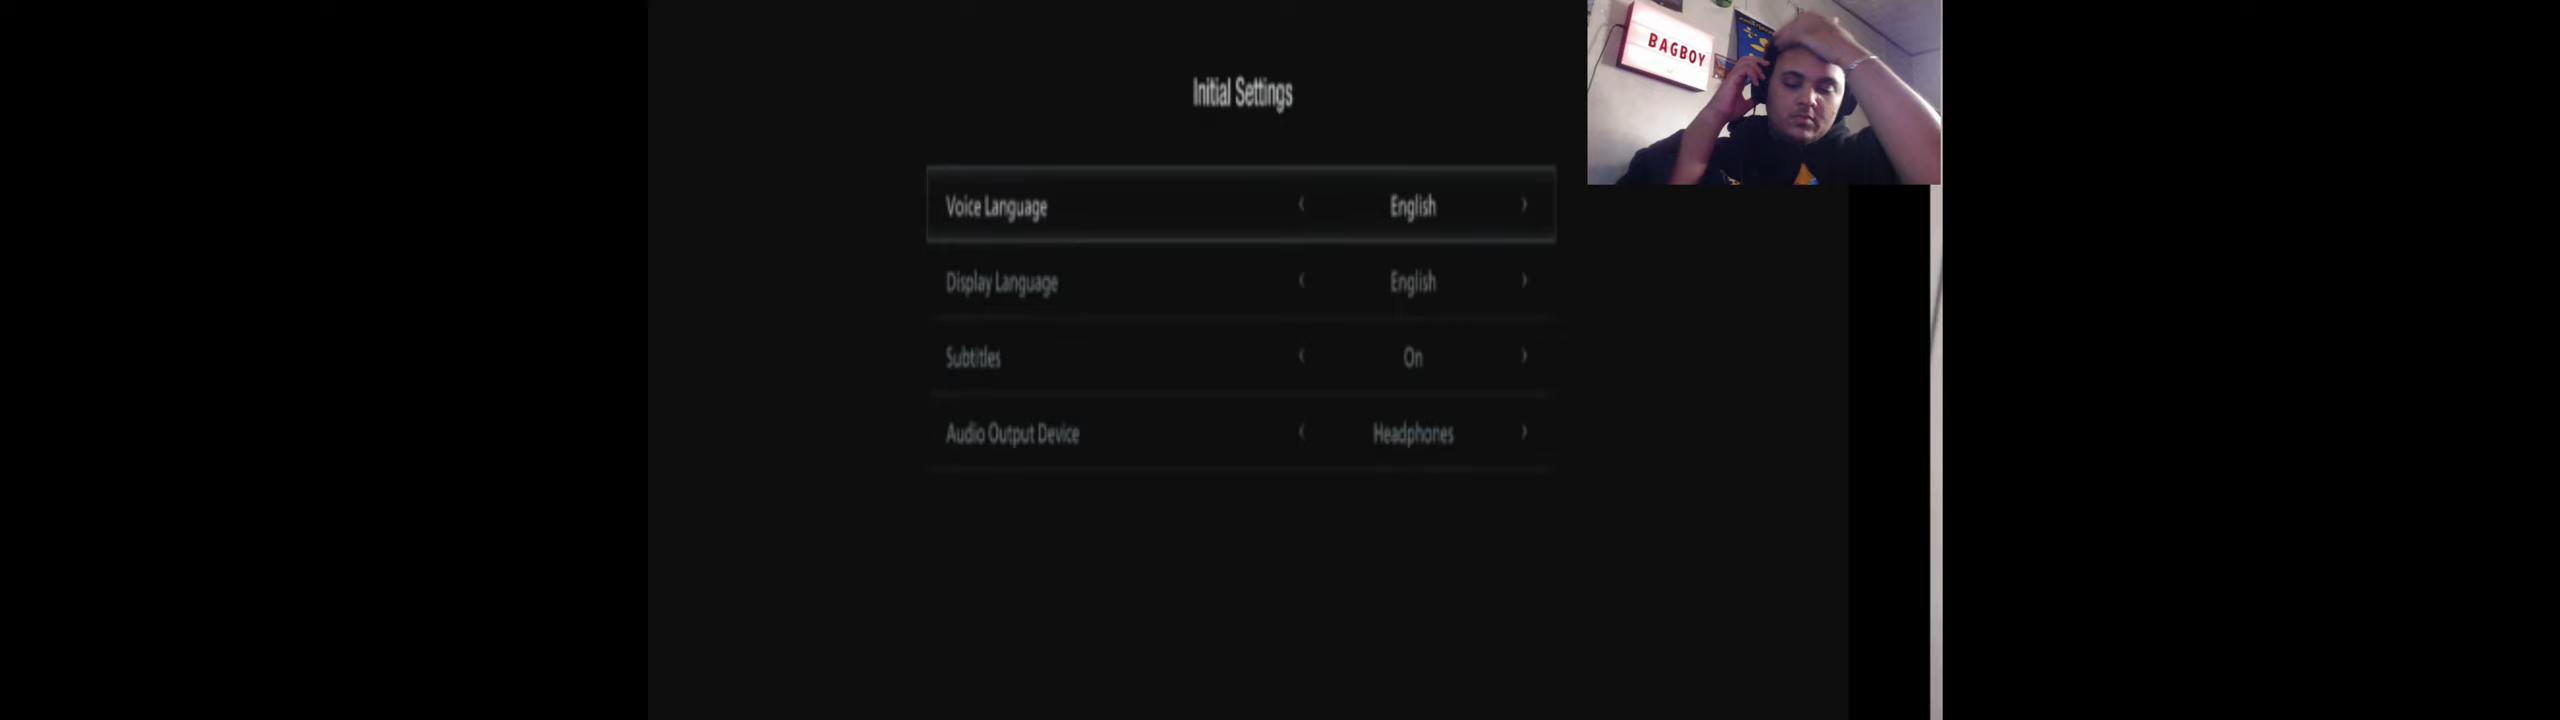 Initial Settings
BAGBOY
Voice Language < English >
Display Language < English >
Subtitles < On >
Audio Output Device < Headphones >